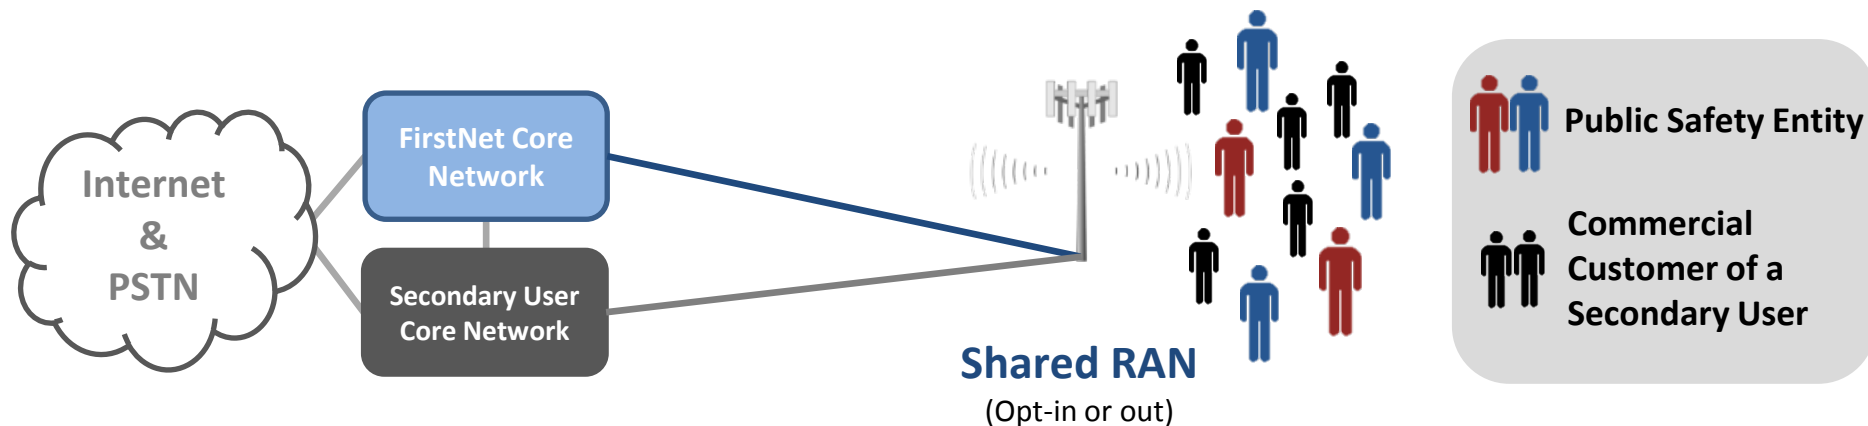 Internet
&
PSTN
FirstNet Core
Network
Secondary User
Core Network
Shared RAN
(Opt-in or out)
Public Safety Entity
Commercial
Customer of a
Secondary User